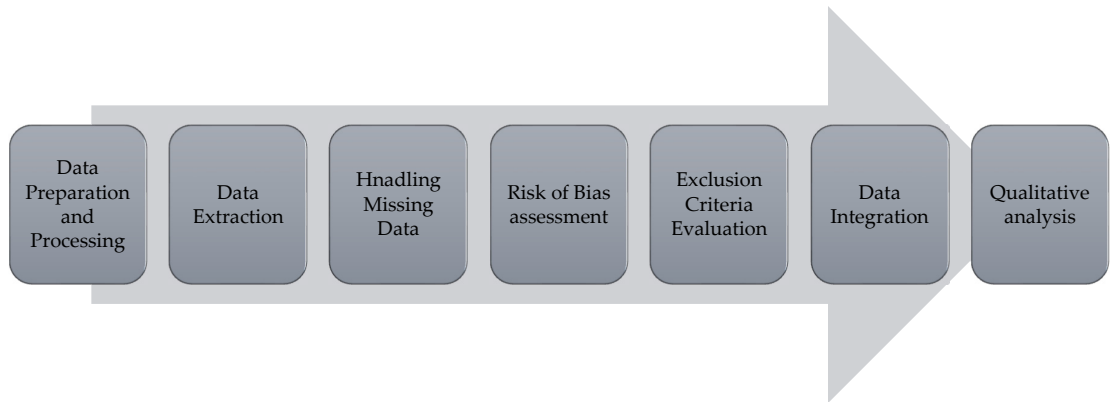 Data
Preparation
and
Processing
Data
Extraction
Hnadling
Missing
Data
Risk of Bias
assessment
Exclusion
Criteria
Evaluation
Data
Integration
Qualitative
analysis